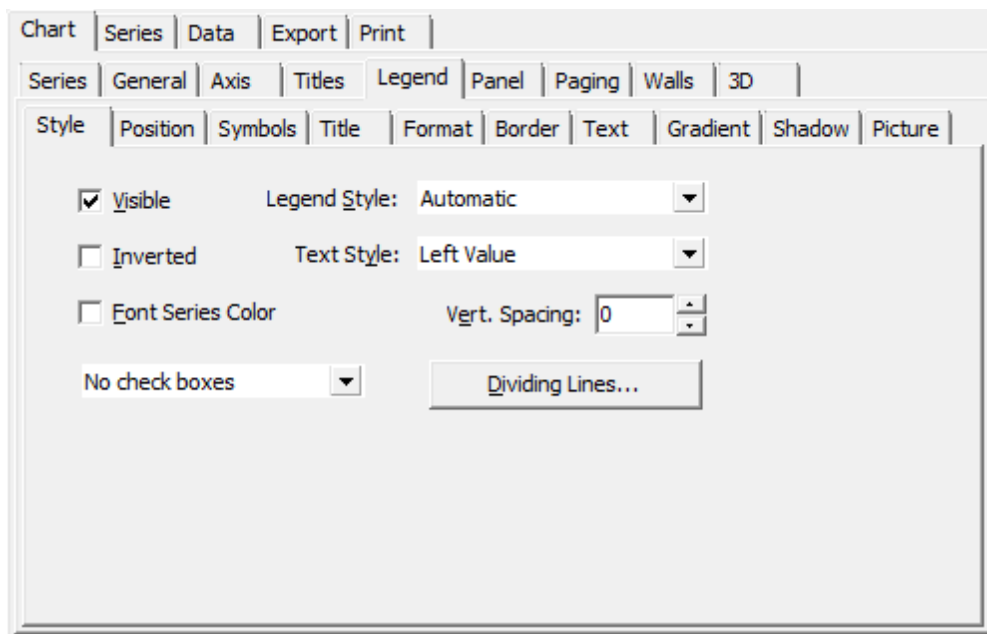 Chart Series Data Export Print
Series General Axis Titles Legend Panel Paging Walls 3D
Style Position Symbols Title Format Border Text Gradient Shadow Picture
Visible Legend Style: Automatic
Inverted Text Style: Left Value
Font Series Color Vert. Spacing: 0
No check boxes Dividing Lines...